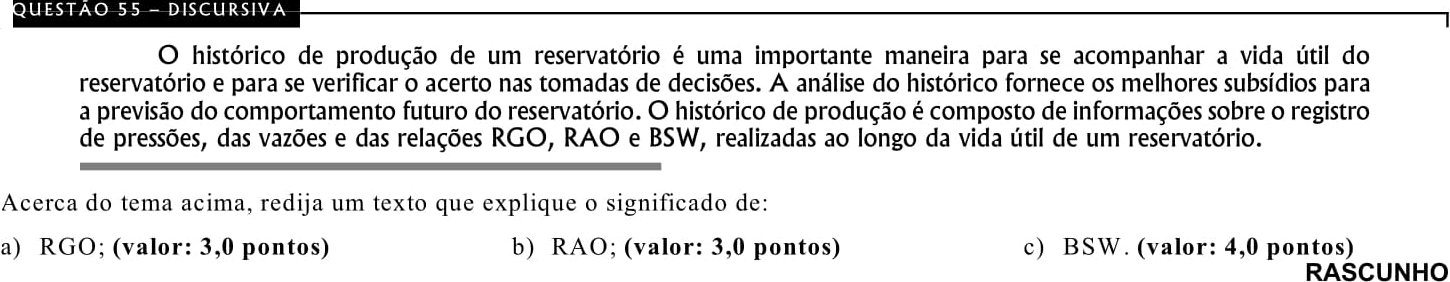 QUESTÃO 55 – DISCURSIVA
O histórico de produção de um reservatório é uma importante maneira para se acompanhar a vida útil do
reservatório e para se verificar o acerto nas tomadas de decisões. A análise do histórico fornece os melhores subsídios para
a previsão do comportamento futuro do reservatório. O histórico de produção é composto de informações sobre o registro
de pressões, das vazões e das relações RGO, RAO e BSW, realizadas ao longo da vida útil de um reservatório.
Acerca do tema acima, redija um texto que explique o significado de:
a) RGO; (valor: 3,0 pontos) b) RAO; (valor: 3,0 pontos) c) BSW. (valor: 4,0 pontos)
RASCUNHO